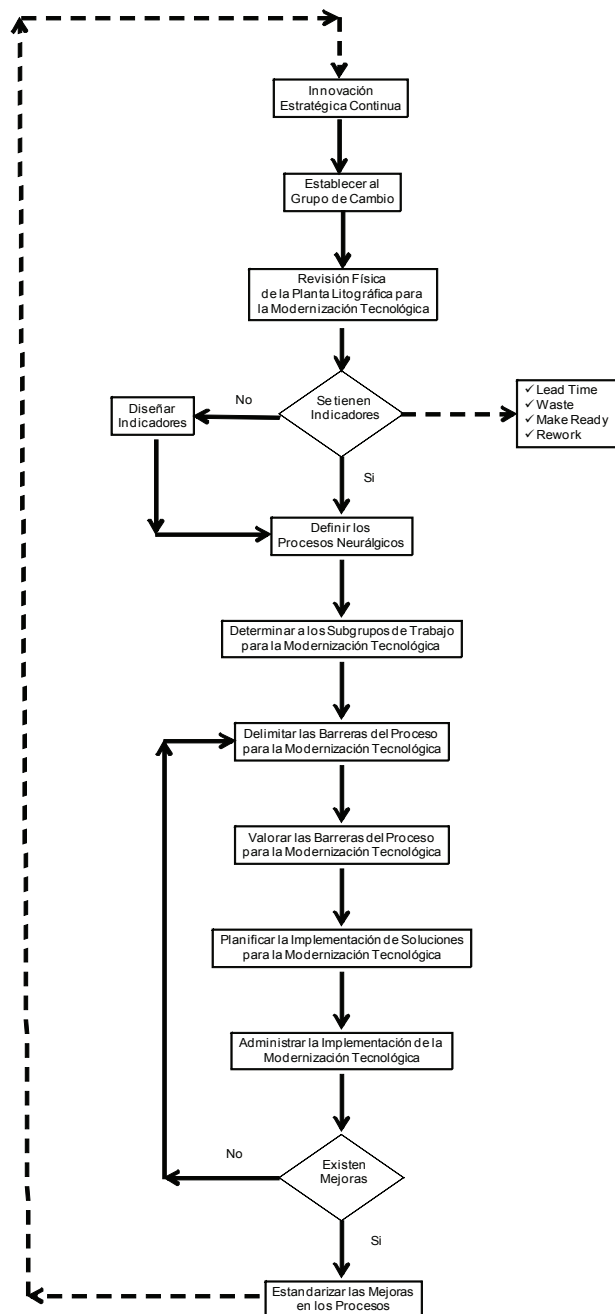 Innovación
Estratégica Continua
Establecer al
Grupo de Cambio
Revisión Física
de la Planta Litográfica para
la Modernización Tecnológica
No
Diseñar
Indicadores
Se tienen
Indicadores
✓ Lead Time
✓ Waste
✓ Make Ready
✓ Rework
Si
Definir los
Procesos Neurálgicos
Determinar a los Subgrupos de Trabajo
para la Modernización Tecnológica
Delimitar las Barreras del Proceso
para la Modernización Tecnológica
Valorar las Barreras del Proceso
para la Modernización Tecnológica
Planificar la Implementación de Soluciones
para la Modernización Tecnológica
Administrar la Implementación de la
Modernización Tecnológica
No
Existen
Mejoras
Si
Estandarizar las Mejoras
en los Procesos